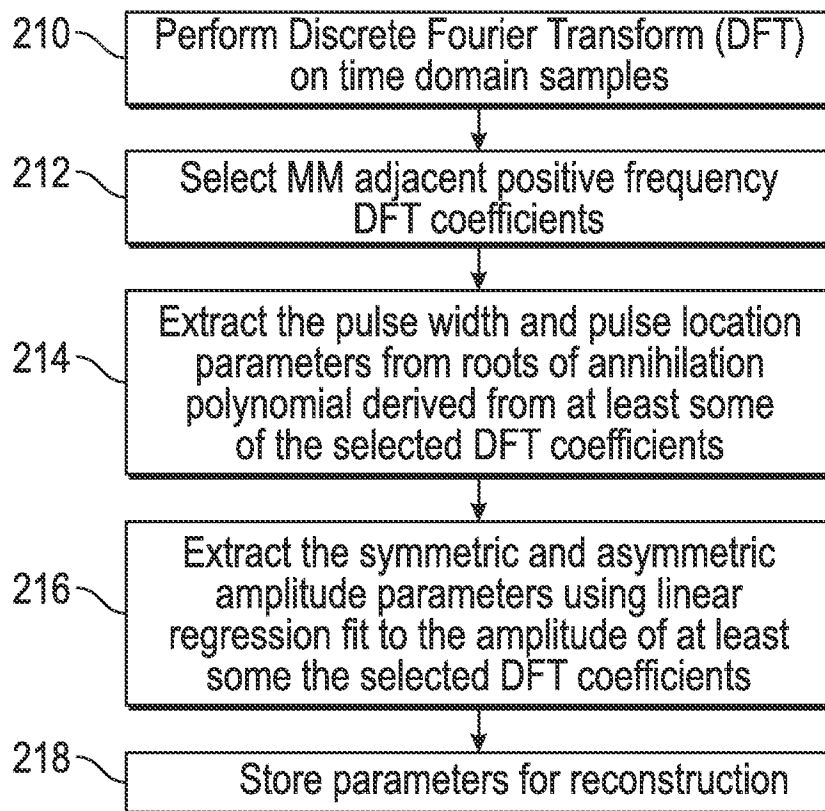 210
Perform Discrete Fourier Transform (DFT)
on time domain samples
212
Select MM adjacent positive frequency
DFT coefficients
214
Extract the pulse width and pulse location
parameters from roots of annihilation
polynomial derived from at least some
of the selected DFT coefficients
216
Extract the symmetric and asymmetric
amplitude parameters using linear
regression fit to the amplitude of at least
some the selected DFT coefficients
218
Store parameters for reconstruction